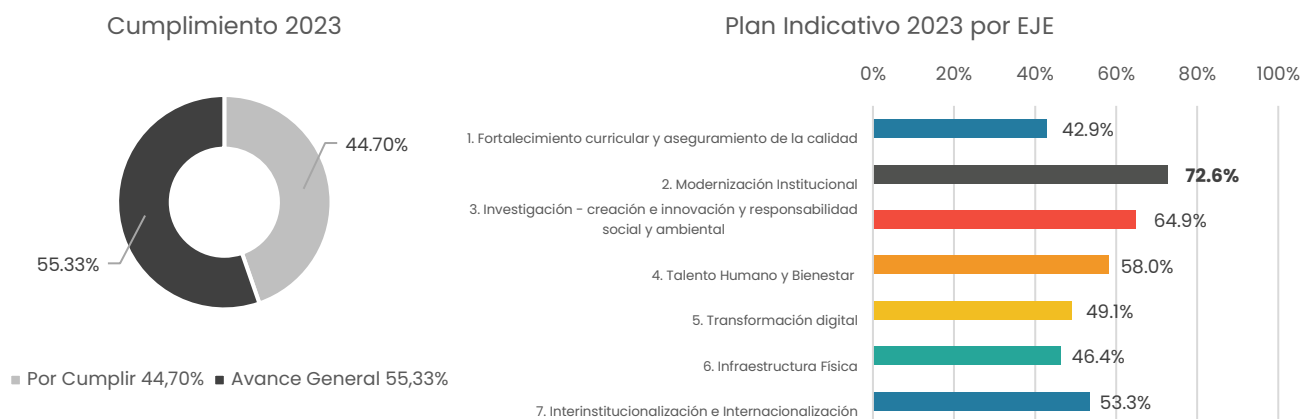 Cumplimiento 2023
44.70%
55.33%
Por Cumplir 44,70%
Avance General 55,33%
Plan Indicativo 2023 por EJE
0% 20% 40% 60% 80% 100%
1. Fortalecimiento curricular y aseguramiento de la calidad 42.9%
2. Modernización Institucional 72.6%
3. Investigación - creación e innovación y responsabilidad
social y ambiental 64.9%
4. Talento Humano y Bienestar 58.0%
5. Transformación digital 49.1%
6. Infraestructura Física 46.4%
7. Interinstitucionalización e Internacionalización 53.3%